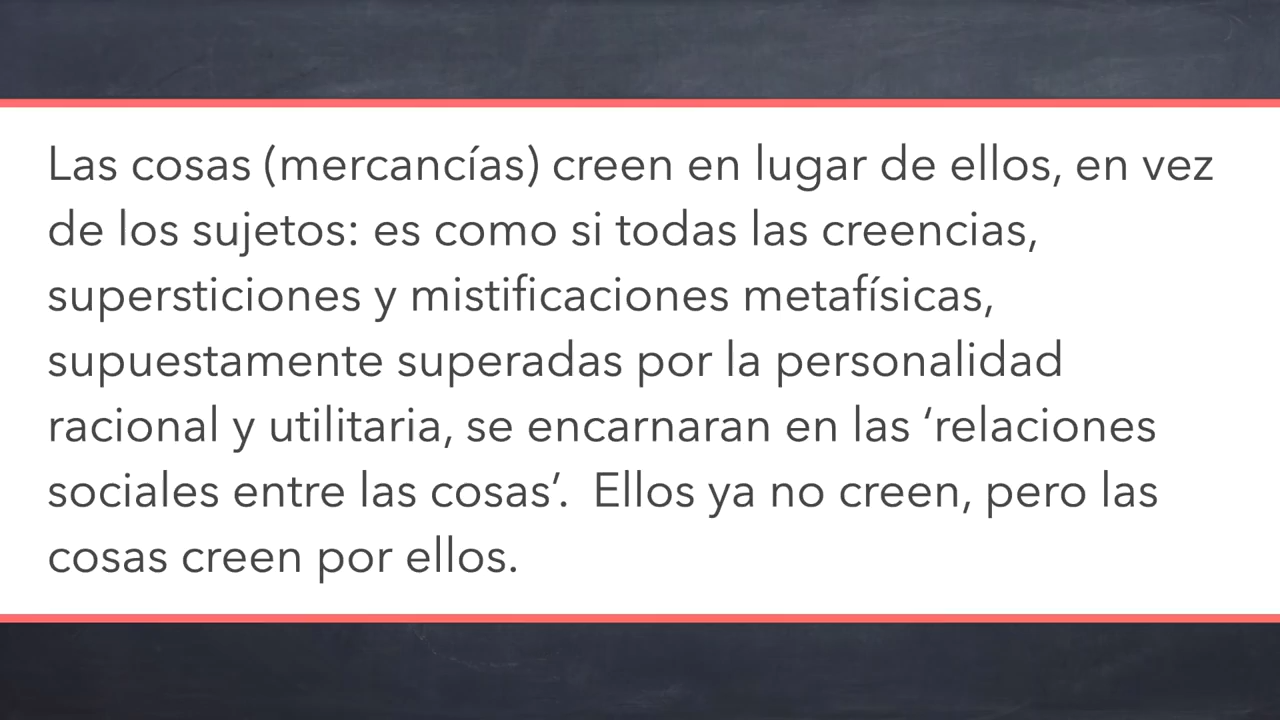 Las cosas (mercancías) creen en lugar de ellos, en vez
de los sujetos: es como si todas las creencias,
supersticiones y mistificaciones metafísicas,
supuestamente superadas por la personalidad
racional y utilitaria, se encarnaran en las ‘relaciones
sociales entre las cosas’.  Ellos ya no creen, pero las
cosas creen por ellos.